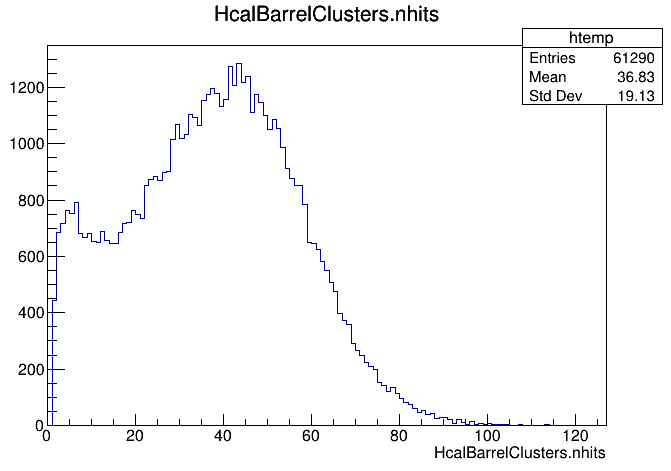 HcalBarrelClusters.nhits
htemp
Entries 61290
Mean 36.83
Std Dev 19.13
1200
1000
800
600
400
200
0
0 20 40 60 80 100 120
HcalBarrelClusters.nhits